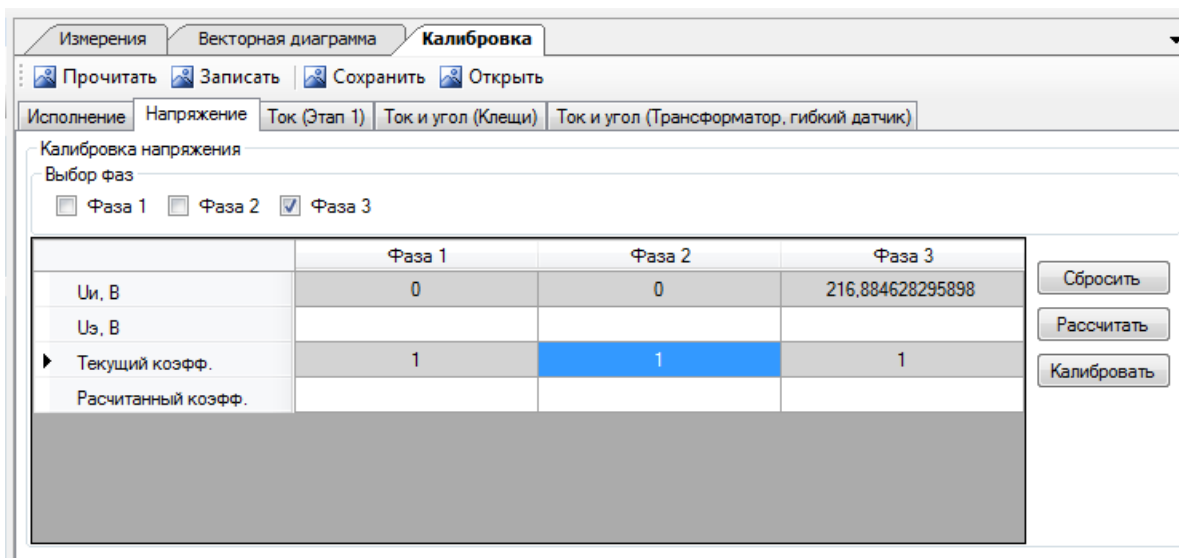 Измерения Векторная диаграмма Калибровка
Прочитать Записать Сохранить Открыть
Исполнение Напряжение Ток (Этап 1) Ток и угол (Клещи) Ток и угол (Трансформатор, гибкий датчик)
Калибровка напряжения
Выбор фаз
Фаза 1 Фаза 2 Фаза 3
Фаза 1 Фаза 2 Фаза 3
Uи, В 0 0 216,884628295898 Сбросить
Uэ, В Рассчитать
Текущий коэфф. 1 1 1 Калибровать
Расчитанный коэфф.